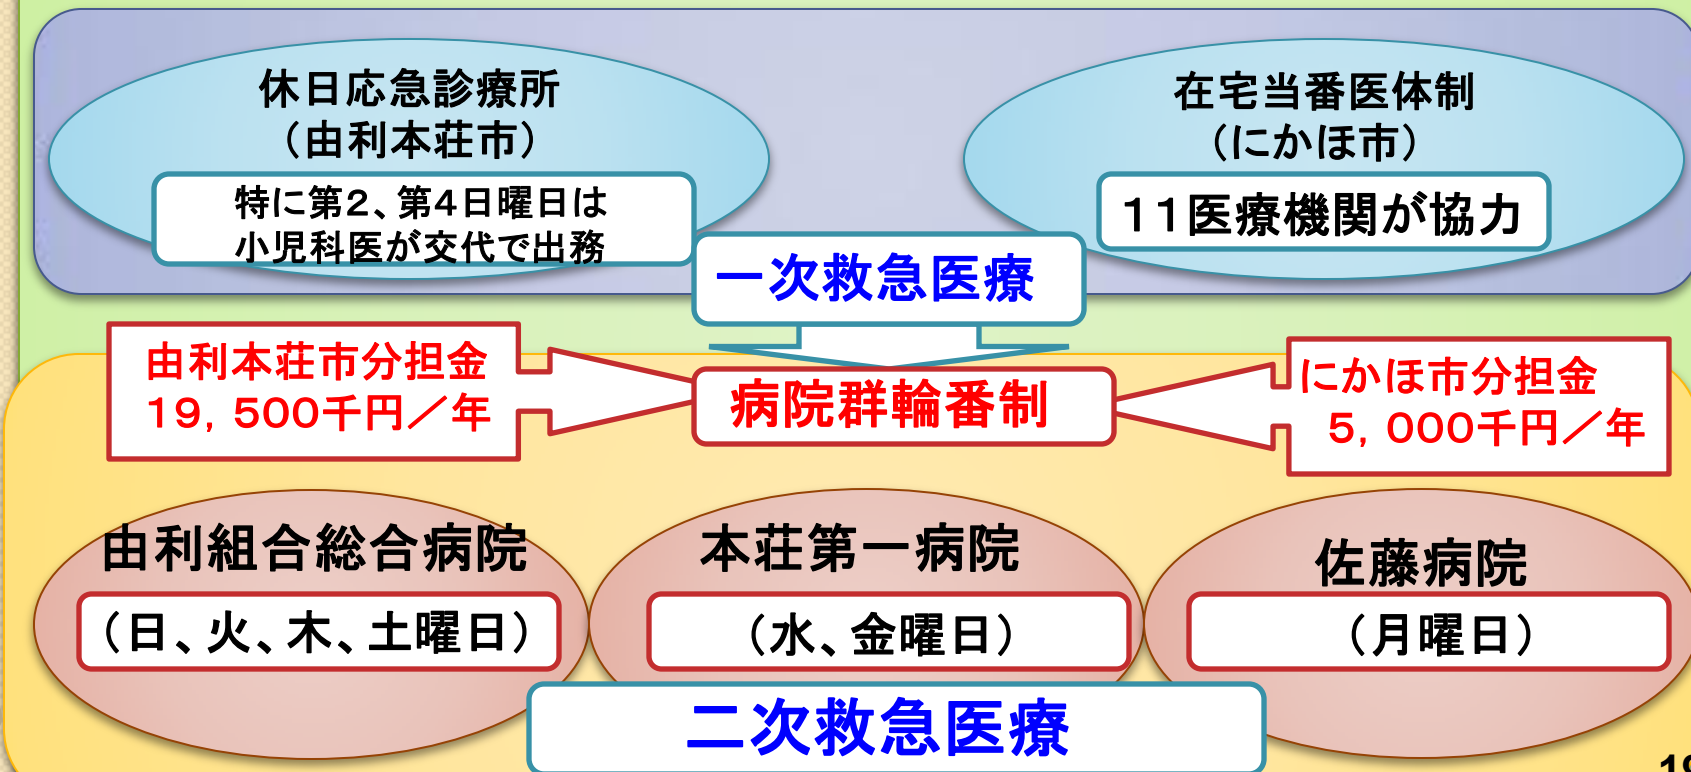 休日応急診療所
（由利本荘市）
特に第２、第４日曜日は
小児科医が交代で出務
在宅当番医体制
（にかほ市）
１１医療機関が協力
一次救急医療
由利本荘市分担金
１９，５００千円／年
病院群輪番制
にかほ市分担金
５，０００千円／年
由利組合総合病院
（日、火、木、土曜日）
本荘第一病院
（水、金曜日）
佐藤病院
（月曜日）
二次救急医療